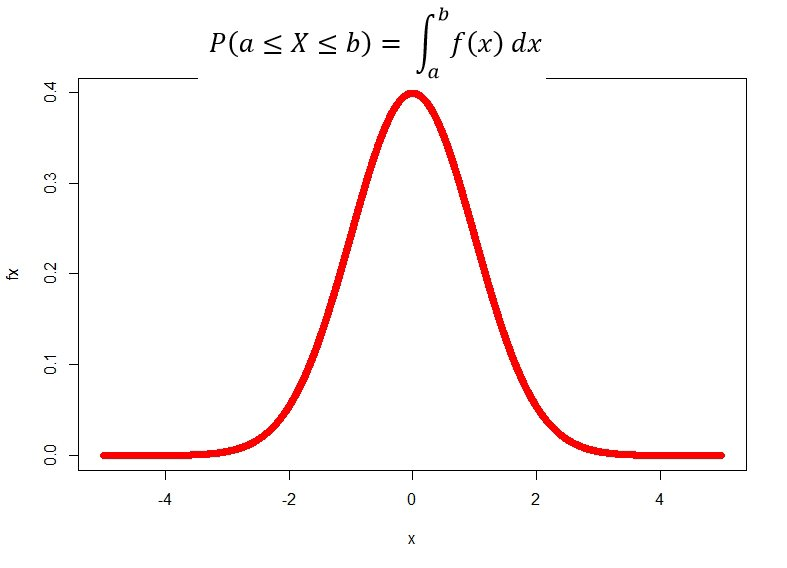 P(a ≤ X ≤ b) = ∫_a^b f(x) dx
0.4
0.3
0.2
0.1
0.0
fx
-4 -2 0 2 4
x